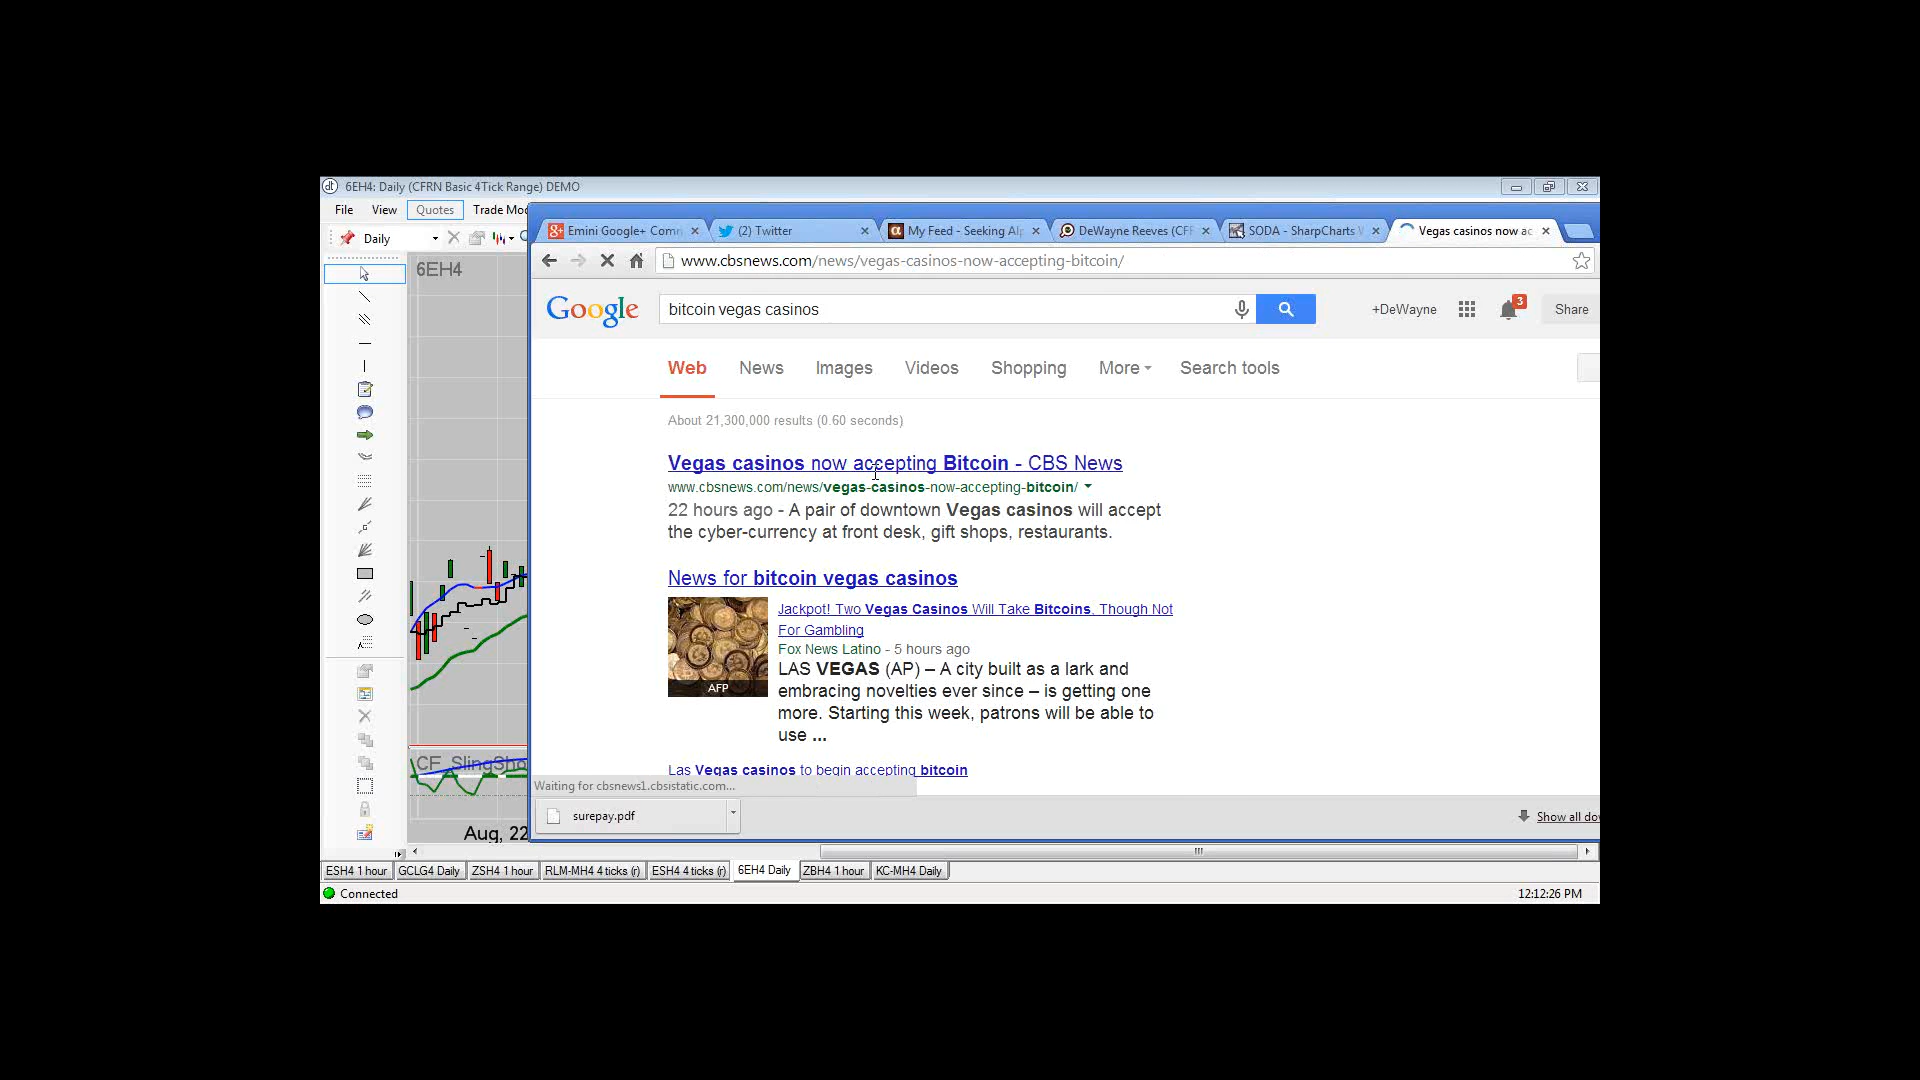 6EH4: Daily (CFRN Basic 4Tick Range) DEMO
File View Quotes Trade Mo
Daily
6EH4
Emini Google+ Com
(2) Twitter
My Feed - Seeking Al
DeWayne Reeves (CF
SODA - SharpCharts
Vegas casinos now ac
www.cbsnews.com/news/vegas-casinos-now-accepting-bitcoin/
Google
bitcoin vegas casinos
+DeWayne
3
Share
Web News Images Videos Shopping More Search tools
About 21,300,000 results (0.60 seconds)
Vegas casinos now accepting Bitcoin - CBS News
www.cbsnews.com/news/vegas-casinos-now-accepting-bitcoin/
22 hours ago - A pair of downtown Vegas casinos will accept
the cyber-currency at front desk, gift shops, restaurants.
News for bitcoin vegas casinos
AFP
Jackpot! Two Vegas Casinos Will Take Bitcoins, Though Not
For Gambling
Fox News Latino - 5 hours ago
LAS VEGAS (AP) – A city built as a lark and
embracing novelties ever since – is getting one
more. Starting this week, patrons will be able to
use ...
Las Vegas casinos to begin accepting bitcoin
CF_SlingSho
Waiting for cbsnews1.cbsistatic.com...
surepay.pdf
Show all do
Aug, 22
ESH4 1 hour GCLG4 Daily ZSH4 1 hour RLM-MH4 4 ticks (r) ESH4 4 ticks (r) 6EH4 Daily ZBH4 1 hour KC-MH4 Daily
Connected
12:12:26 PM